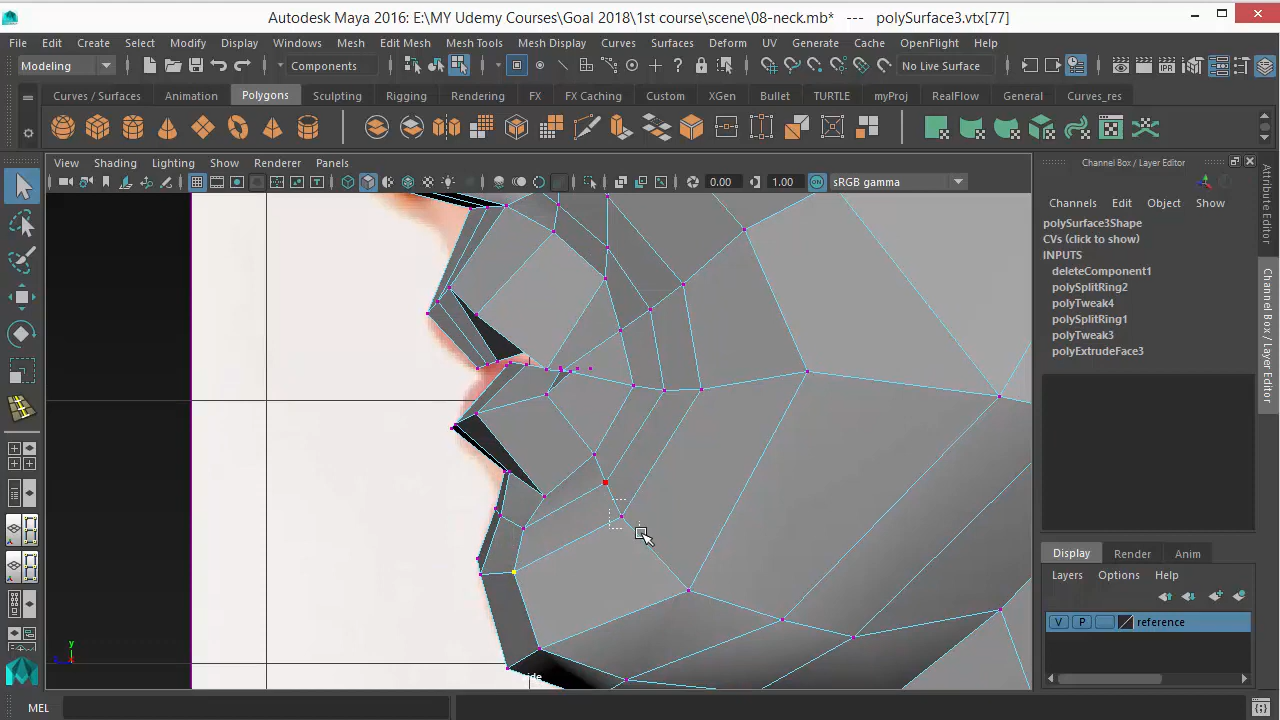 Autodesk Maya 2016: E:\MY Udemy Courses\Goal 2018\1st course\scene\08-neck.mb* --- polySurface3.vtx[77]
File Edit Create Select Modify Display Windows Mesh Edit Mesh Mesh Tools Mesh Display Curves Surfaces Deform UV Generate Cache OpenFlight Help
Modeling Components No Live Surface
Curves / Surfaces Animation Polygons Sculpting Rigging Rendering FX FX Caching Custom XGen Bullet TURTLE myProj RealFlow General Curves_res
View Shading Lighting Show Renderer Panels
0.00 1.00 sRGB gamma
Channel Box / Layer Editor
Channels Edit Object Show
polySurface3Shape
CVs (click to show)
INPUTS
deleteComponent1
polySplitRing2
polyTweak4
polySplitRing1
polyTweak3
polyExtrudeFace3
Attribute Editor
Channel Box / Layer Editor
Display Render Anim
Layers Options Help
V P reference
y
MEL